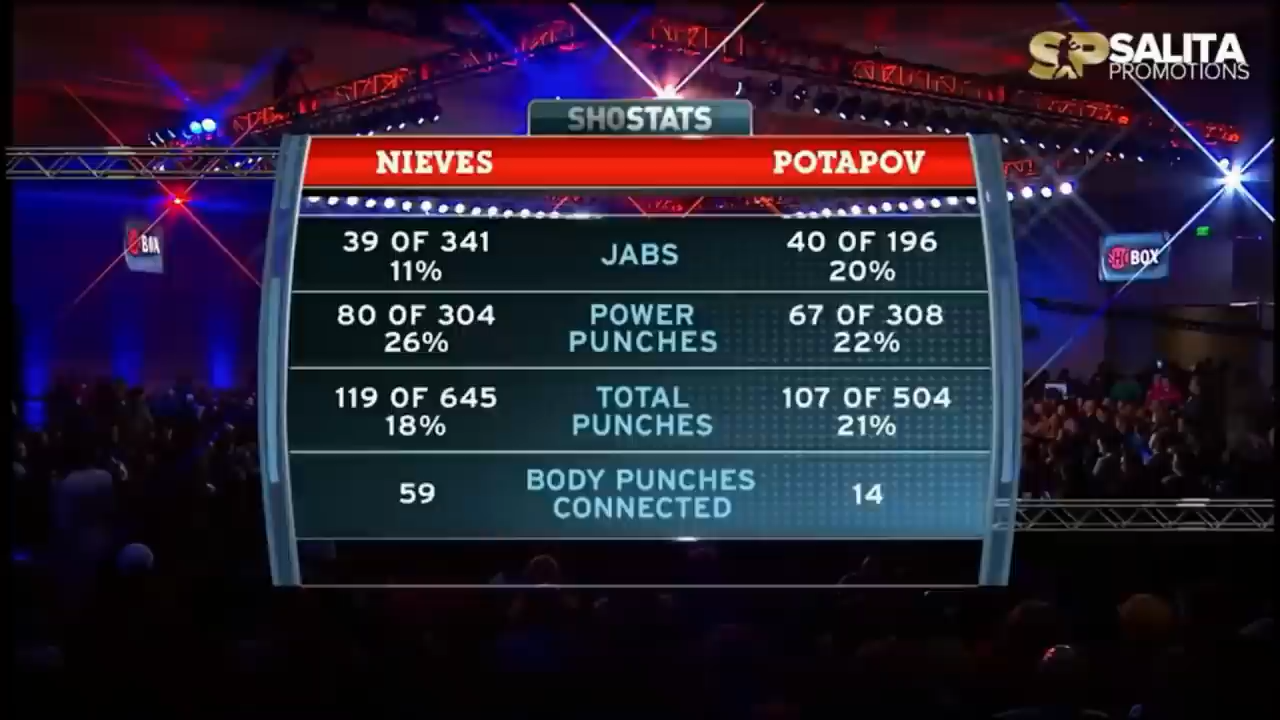 SP SALITA
PROMOTIONS
SHOSTATS
NIEVES POTAPOV
39 OF 341 JABS 40 OF 196
11% 20%
80 OF 304 POWER 67 OF 308
26% PUNCHES 22%
119 OF 645 TOTAL 107 OF 504
18% PUNCHES 21%
59 BODY PUNCHES 14
CONNECTED
BOX
SHO BOX